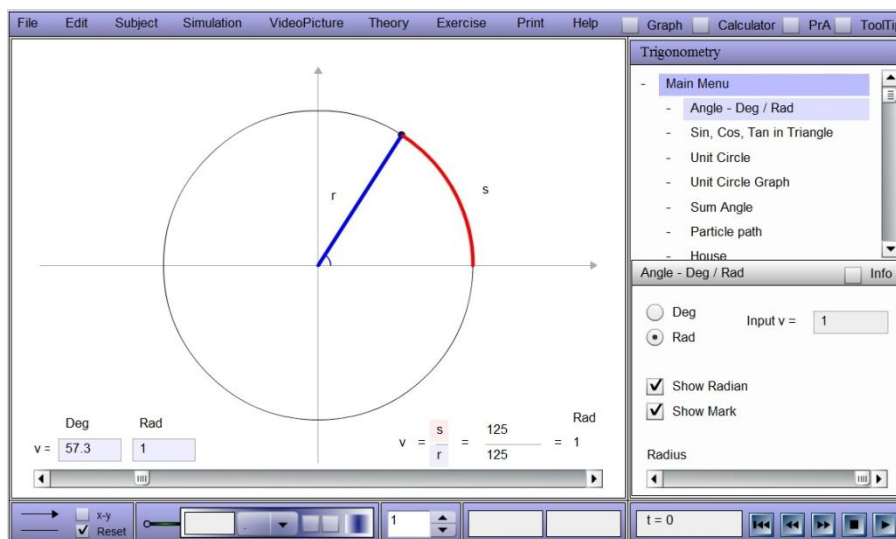 File Edit Subject Simulation VideoPicture Theory Exercise Print Help Graph Calculator PrA ToolTip
Trigonometry
- Main Menu
- Angle - Deg / Rad
- Sin, Cos, Tan in Triangle
- Unit Circle
- Unit Circle Graph
- Sum Angle
- Particle path
- House
r
s
Angle - Deg / Rad Info
Deg
Rad
Input v = 1
Show Radian
Show Mark
Radius
Deg Rad
v = 57.3 1
v = s / r = 125 / 125 = 1
Rad
x-y
Reset
1
t = 0